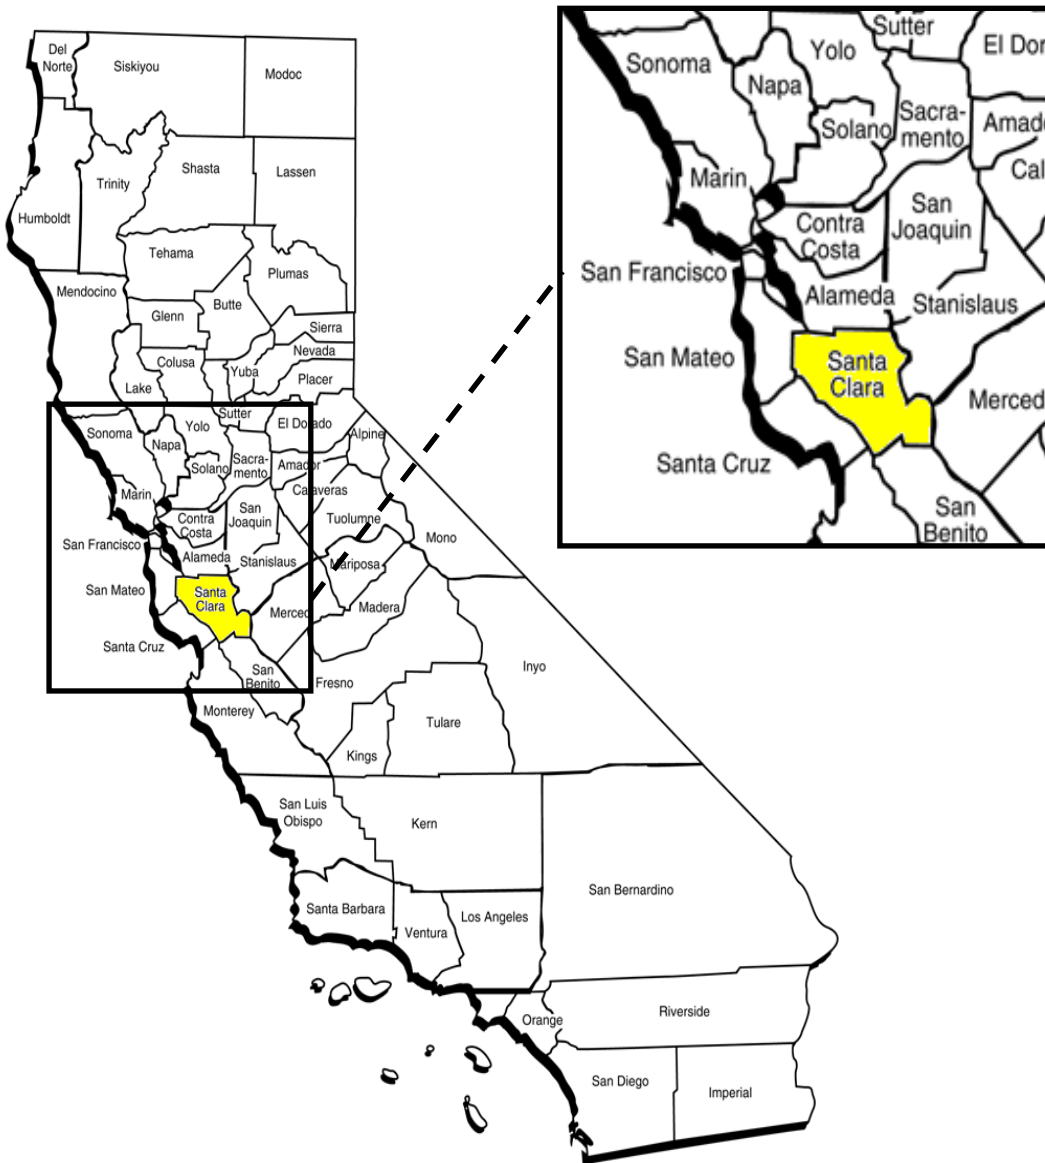 Del
Norte
Siskiyou
Modoc
Humboldt
Trinity
Shasta
Lassen
Tehama
Plumas
Mendocino
Glenn
Butte
Sierra
Colusa
Yuba
Nevada
Placer
Lake
Sutter
El Dorado
Alpine
Sonoma
Napa
Yolo
Solano
Sacra-
mento
Amador
Calaveras
Marin
Contra
Costa
San
Joaquin
Tuolumne
Mono
San Francisco
Alameda
Stanislaus
Mariposa
San Mateo
Santa
Clara
Merced
Madera
Santa Cruz
San
Benito
Fresno
Inyo
Monterey
Kings
Tulare
San Luis
Obispo
Kern
San Bernardino
Santa Barbara
Ventura
Los Angeles
Orange
Riverside
San Diego
Imperial
Sutter
Yolo
El Dor
Sonoma
Napa
Solano
Sacra-
mento
Amado
Cal
Marin
Contra
Costa
San
Joaquin
San Francisco
Alameda
Stanislaus
San Mateo
Santa
Clara
Merced
Santa Cruz
San
Benito